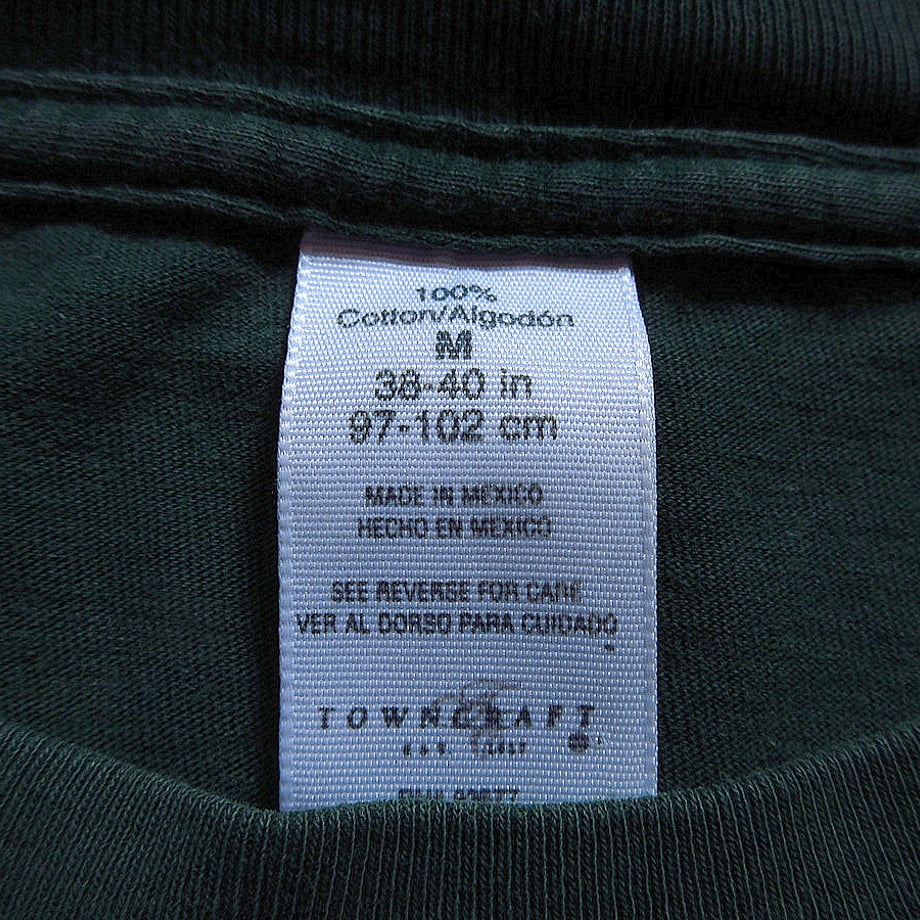 100%
Cotton/Algodón
M
38-40 in
97-102 cm
MADE IN MEXICO
HECHO EN MEXICO
SEE REVERSE FOR CARE
VER AL DORSO PARA CUIDADO
TOWNCRAFT